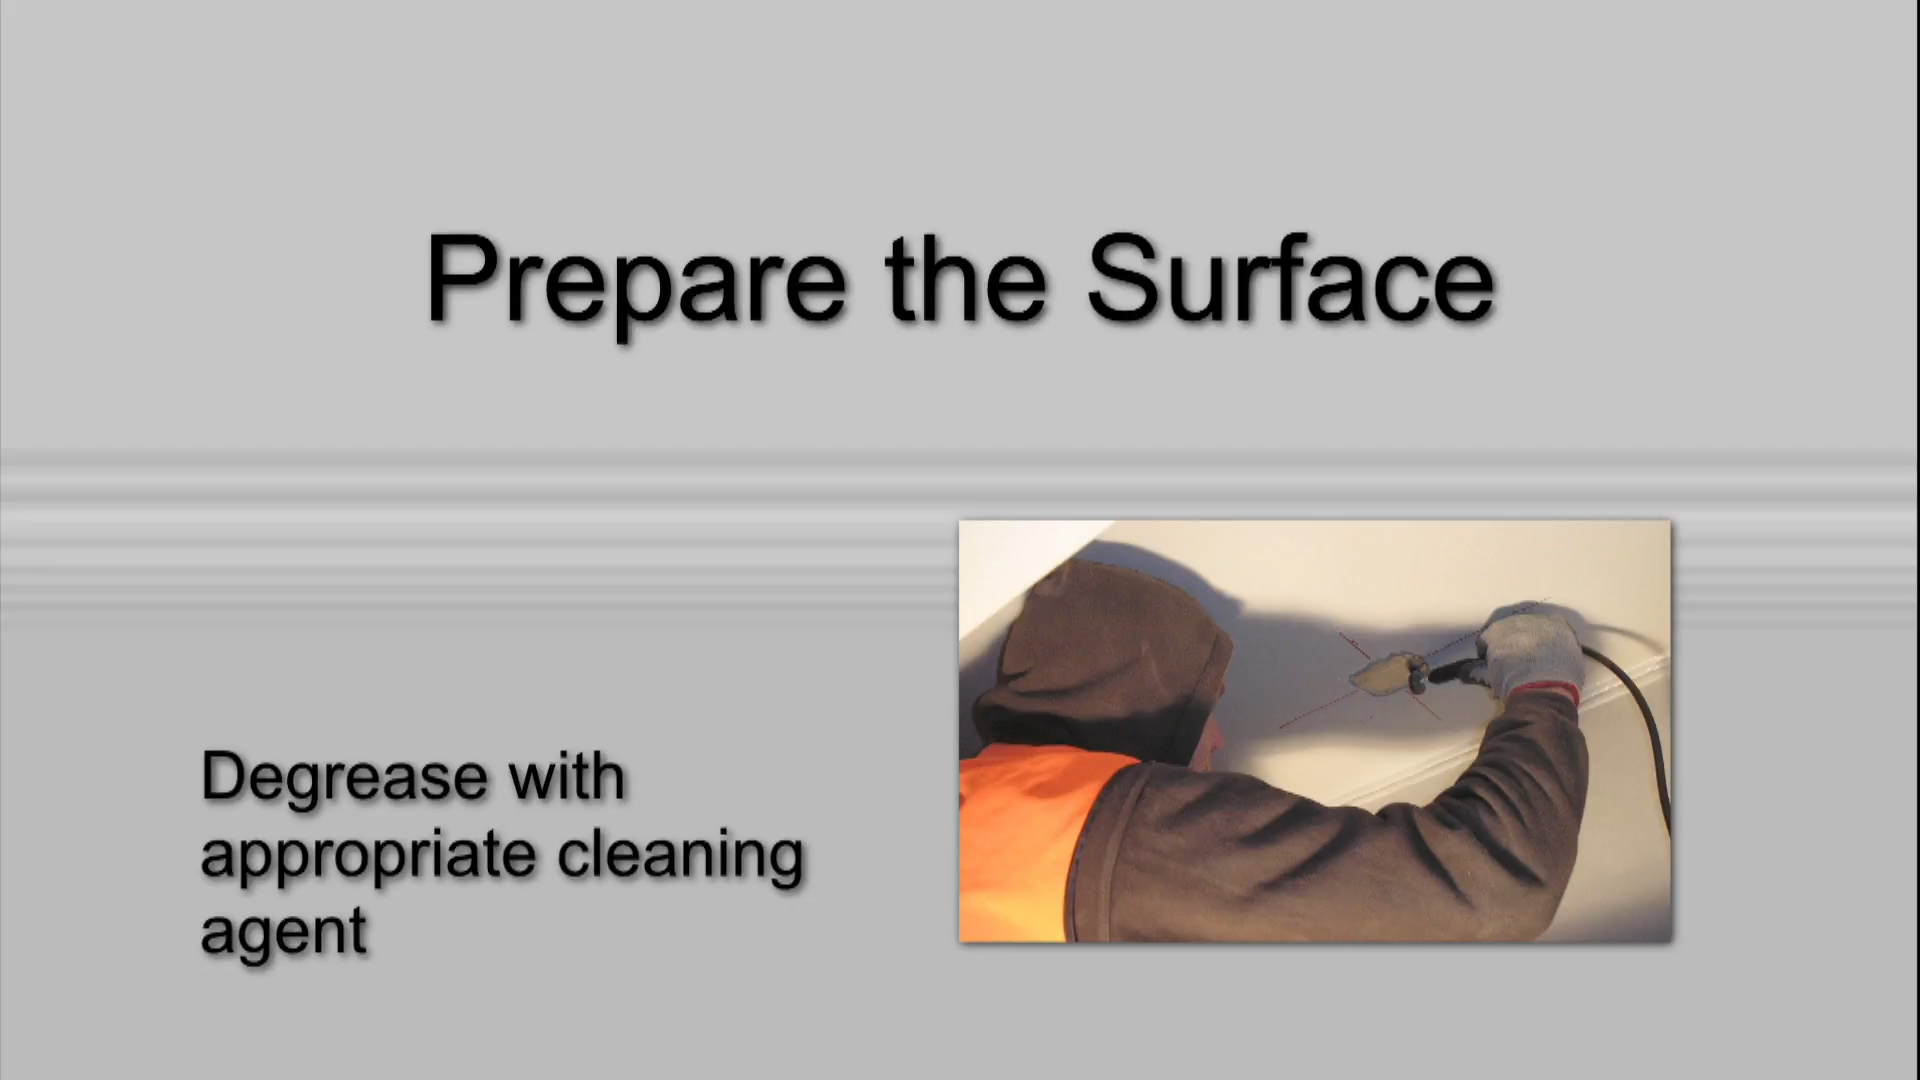 Prepare the Surface
Degrease with
appropriate cleaning
agent